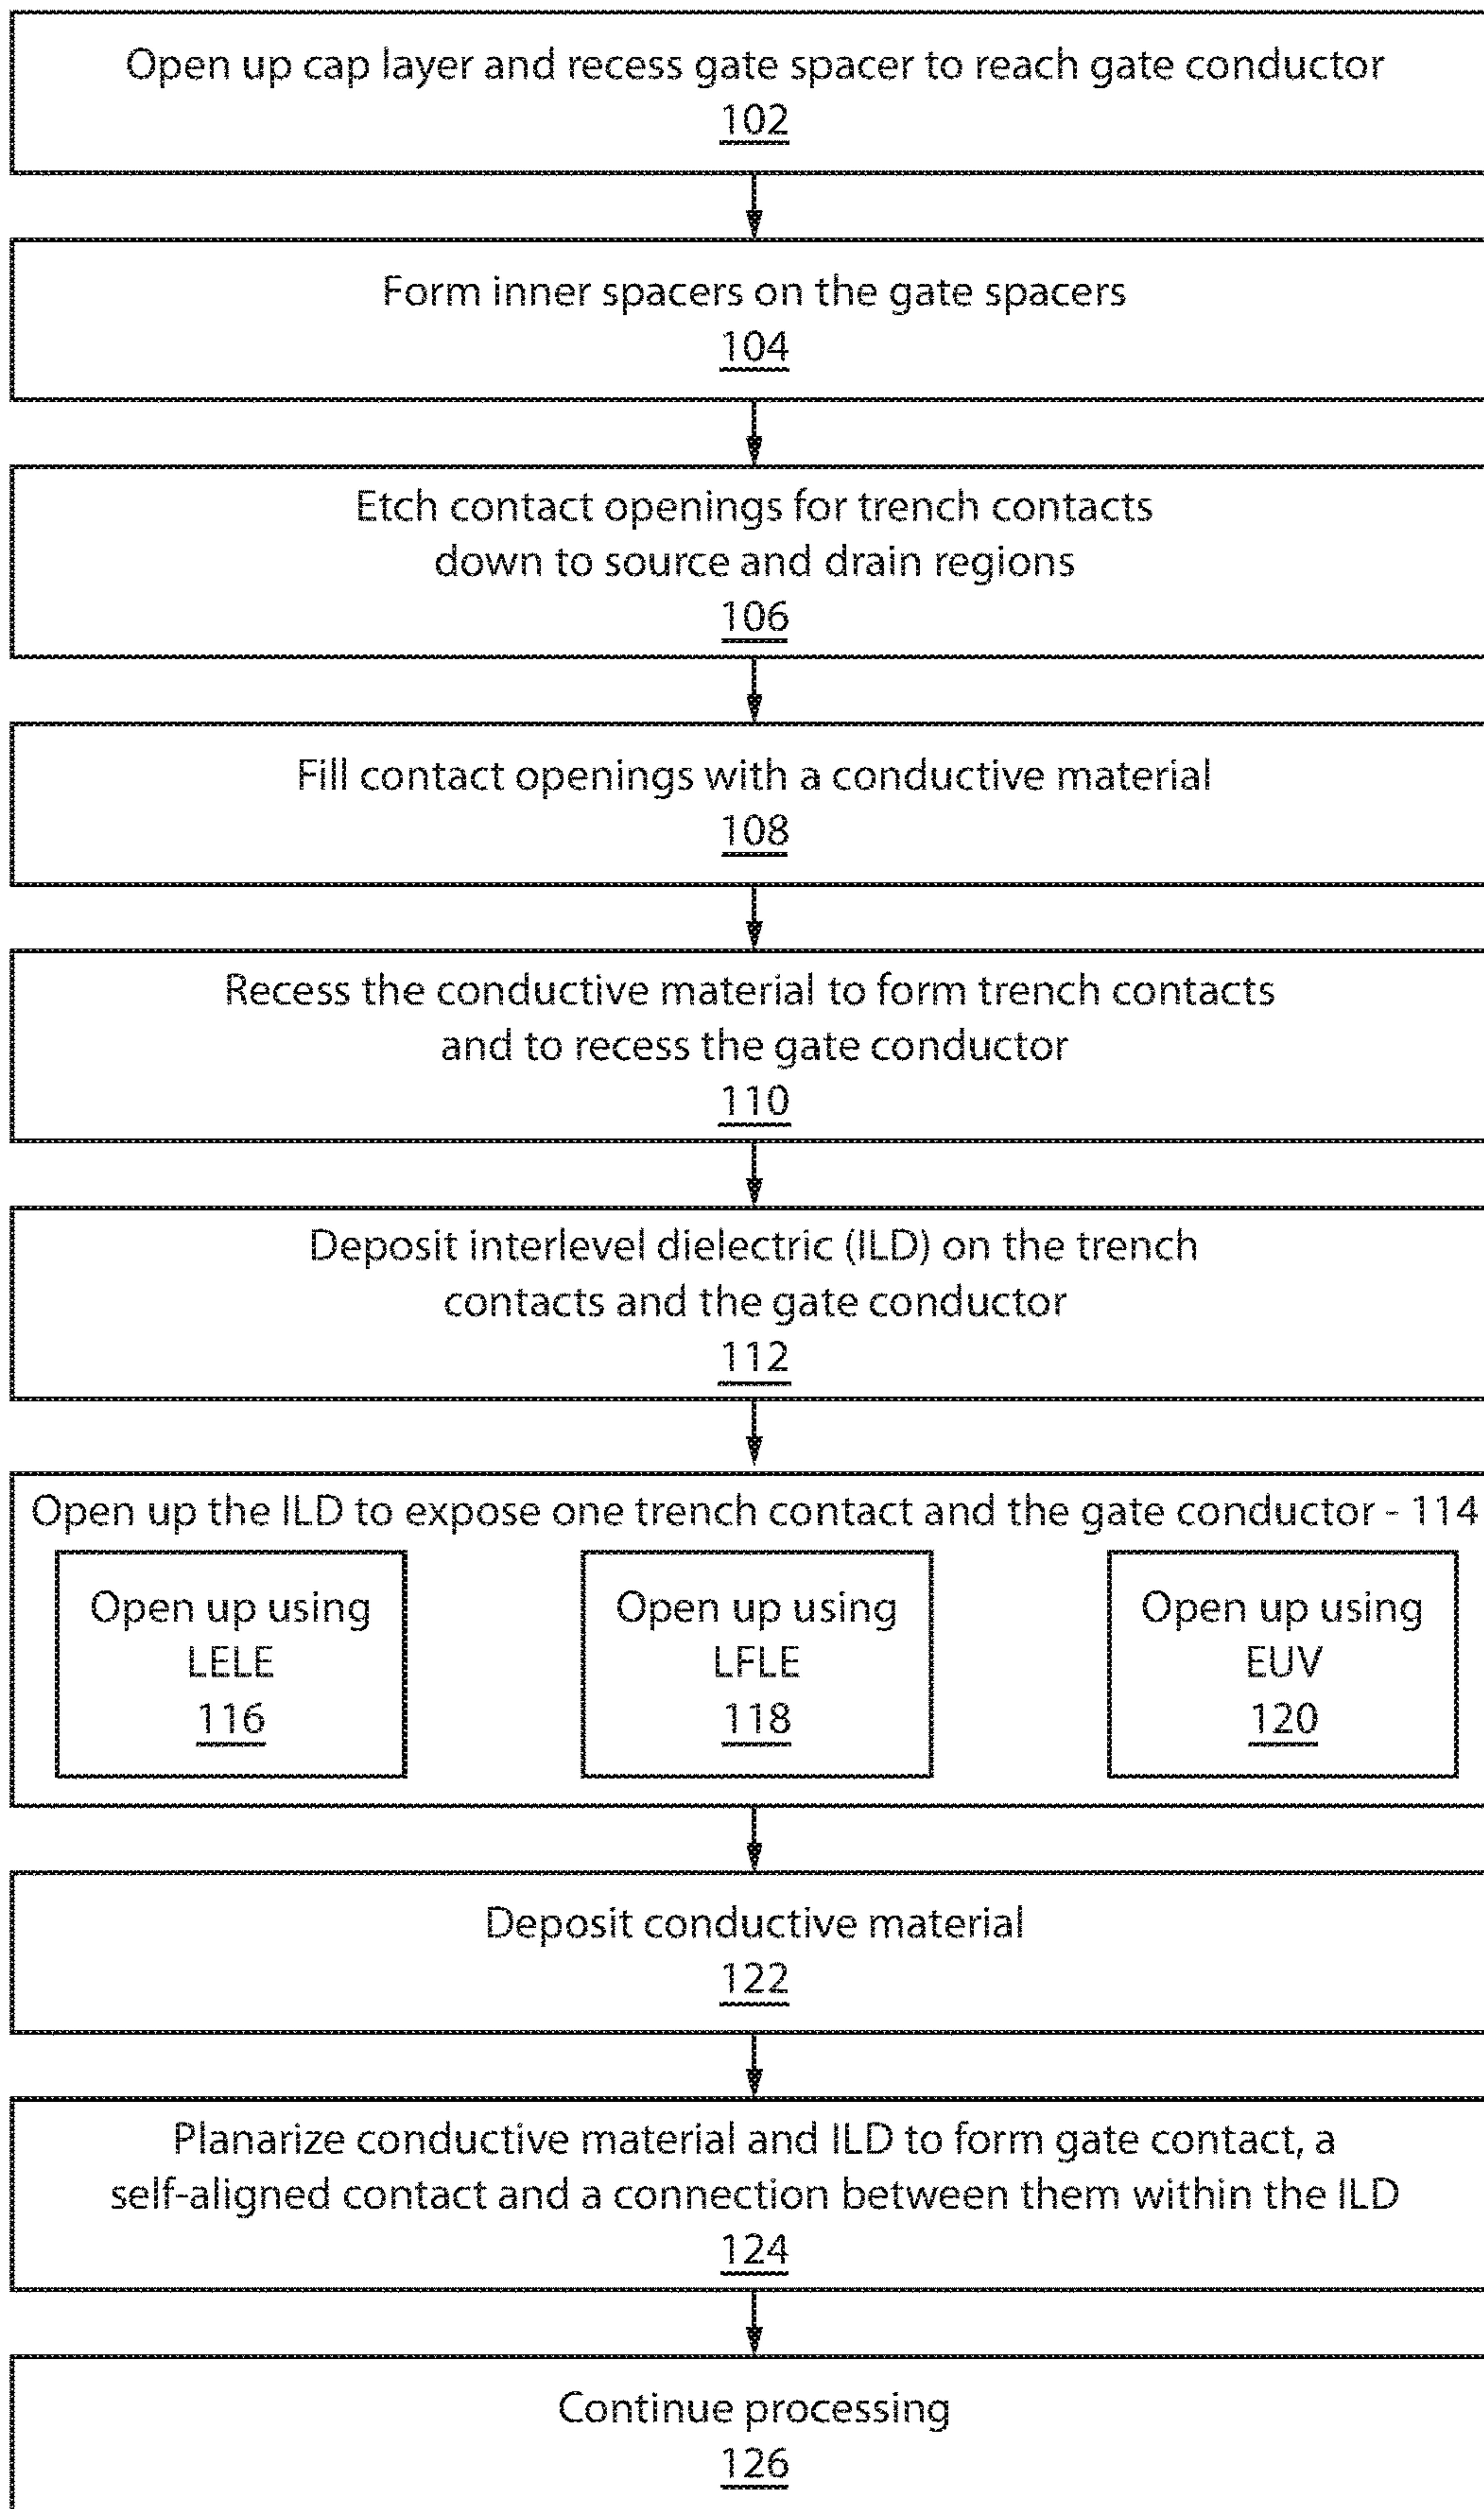 Open up cap layer and recess gate spacer to reach gate conductor
102
Form inner spacers on the gate spacers
104
Etch contact openings for trench contacts
down to source and drain regions
106
Fill contact openings with a conductive material
108
Recess the conductive material to form trench contacts
and to recess the gate conductor
110
Deposit interlevel dielectric (ILD) on the trench
contacts and the gate conductor
112
Open up the ILD to expose one trench contact and the gate conductor - 114
Open up using
LELE
116
Open up using
LFLE
118
Open up using
EUV
120
Deposit conductive material
122
Planarize conductive material and ILD to form gate contact, a
self-aligned contact and a connection between them within the ILD
124
Continue processing
126